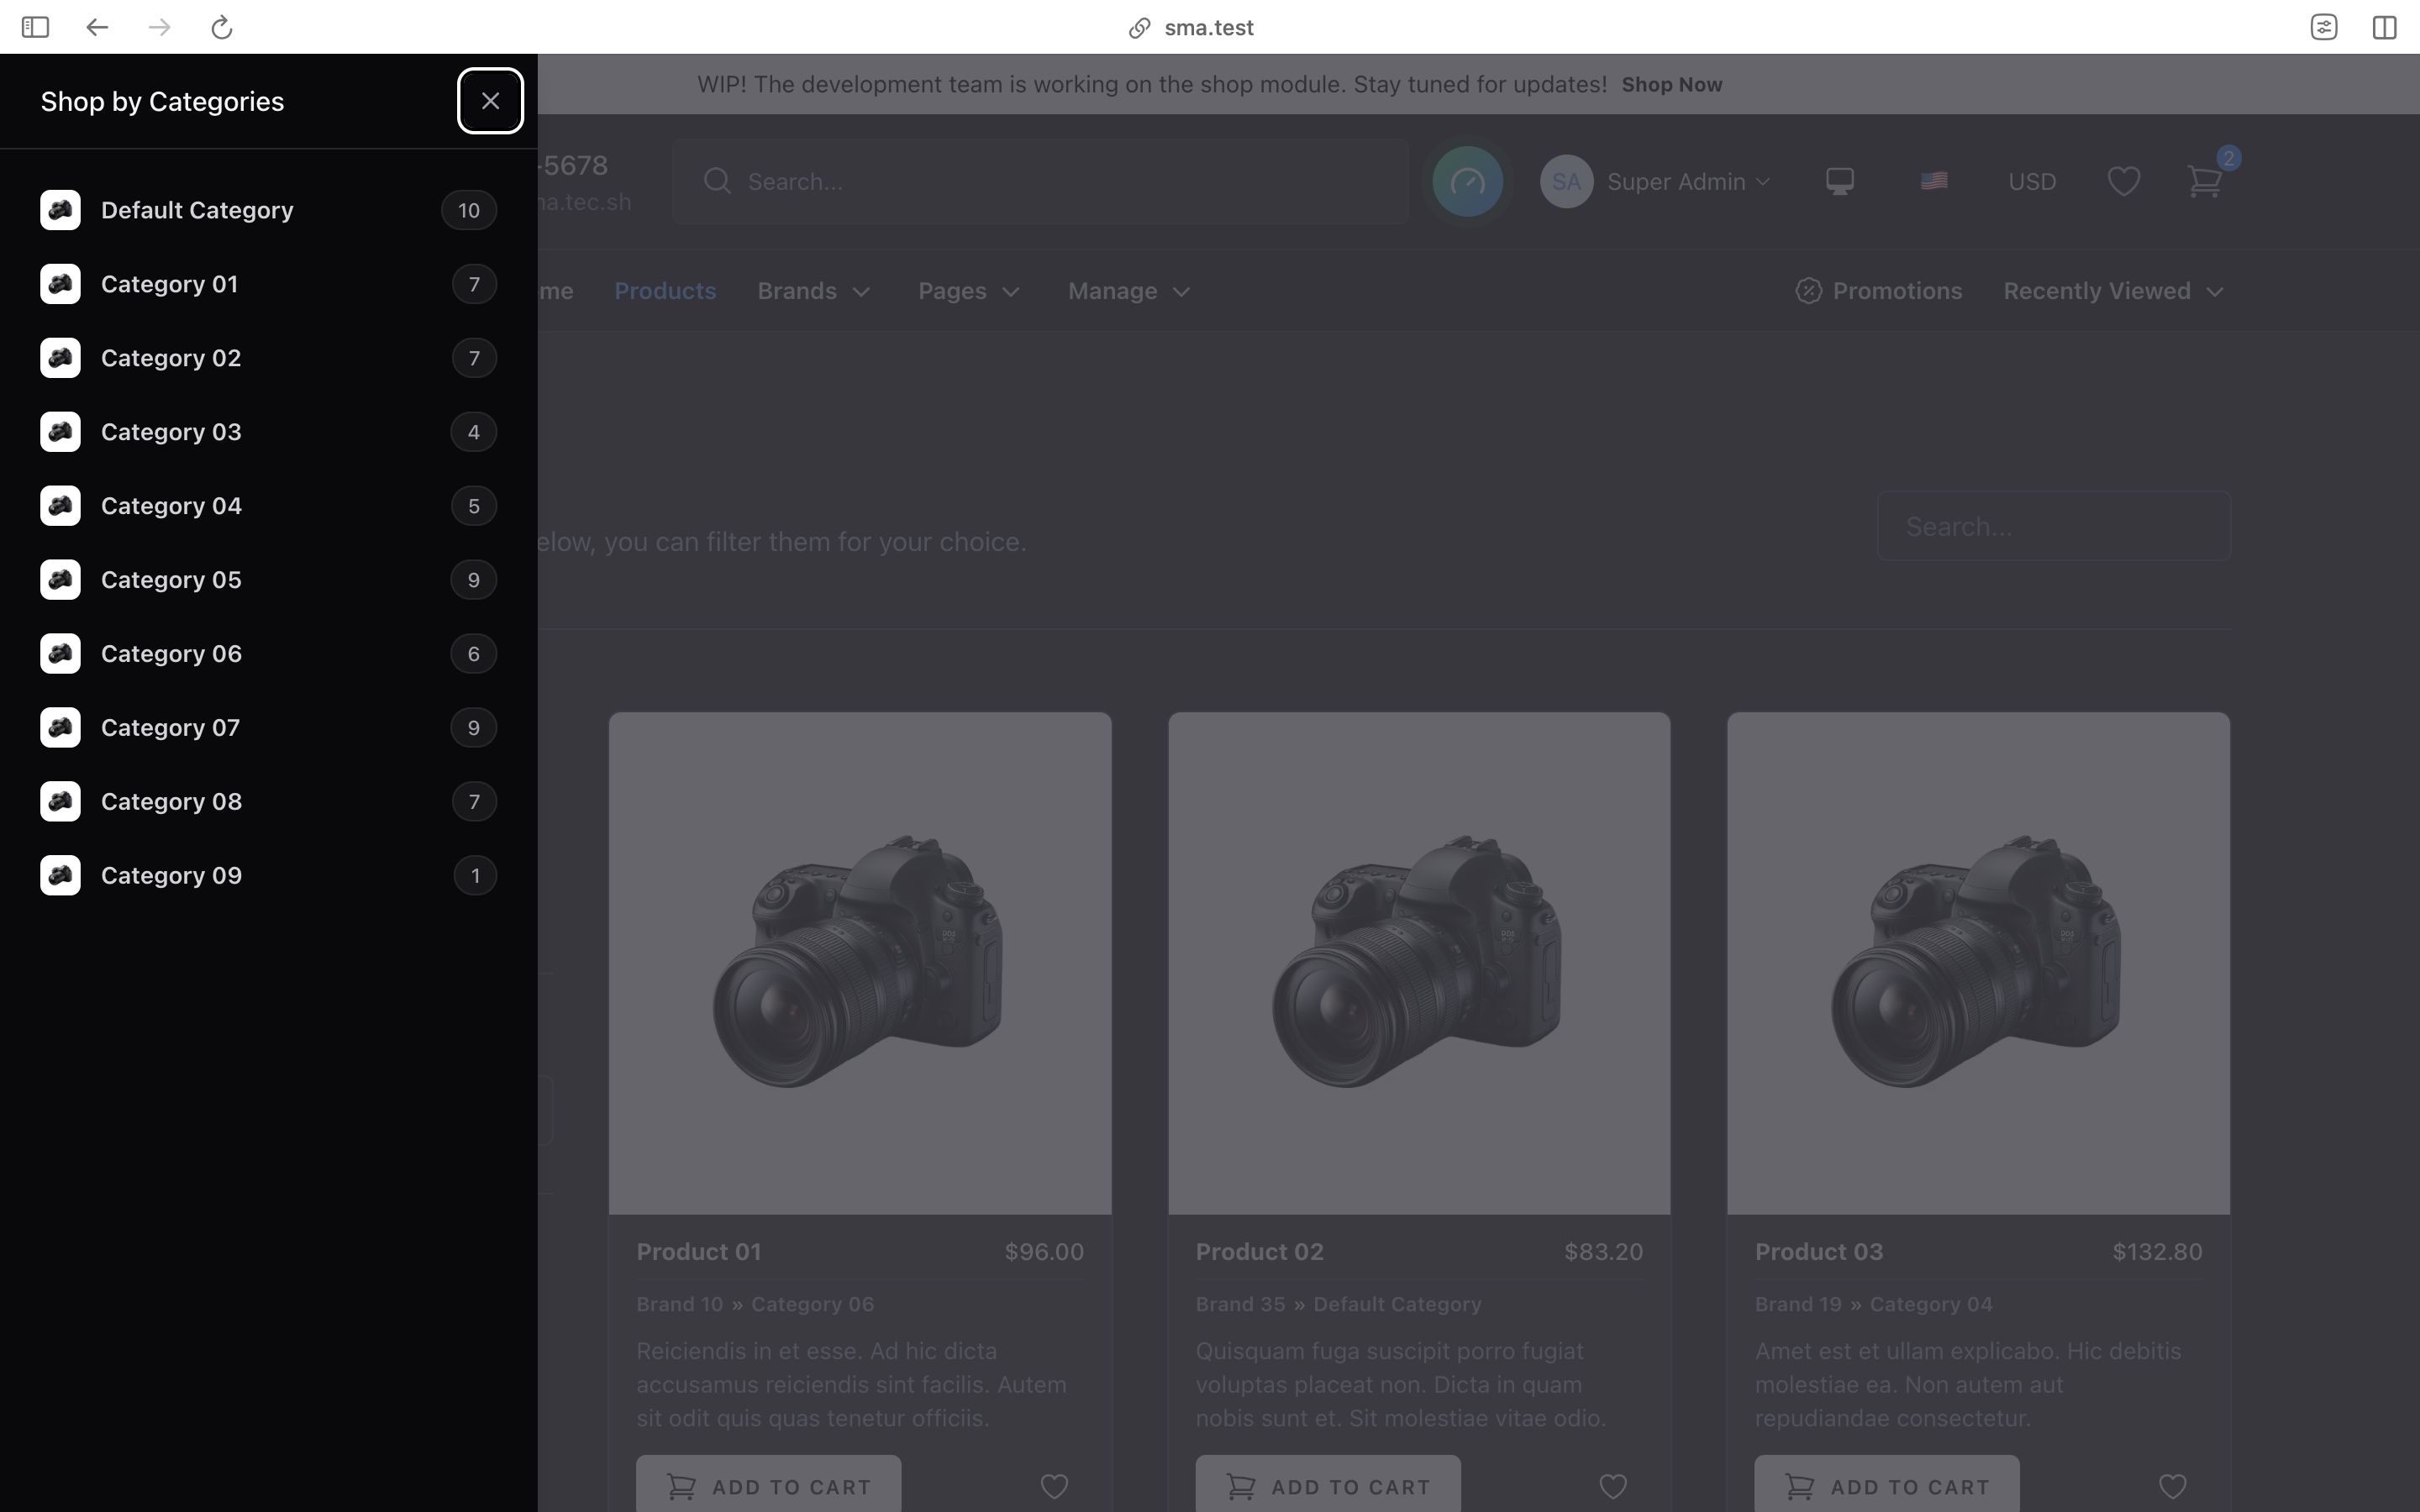 sma.test
WIP! The development team is working on the shop module. Stay tuned for updates! Shop Now
Shop by Categories
Default Category 10
Category 01 7
Category 02 7
Category 03 4
Category 04 5
Category 05 9
Category 06 6
Category 07 9
Category 08 7
Category 09 1
-5678
na.tec.sh
Search...
SA Super Admin
USD
2
me Products Brands Pages Manage
Promotions Recently Viewed
elow, you can filter them for your choice.
Search...
Product 01 $96.00
Brand 10 » Category 06
Reiciendis in et esse. Ad hic dicta
accusamus reiciendis sint facilis. Autem
sit odit quis quas tenetur officiis.
ADD TO CART
Product 02 $83.20
Brand 35 » Default Category
Quisquam fuga suscipit porro fugiat
voluptas placeat non. Dicta in quam
nobis sunt et. Sit molestiae vitae odio.
ADD TO CART
Product 03 $132.80
Brand 19 » Category 04
Amet est et ullam explicabo. Hic debitis
molestiae ea. Non autem aut
repudiandae consectetur.
ADD TO CART